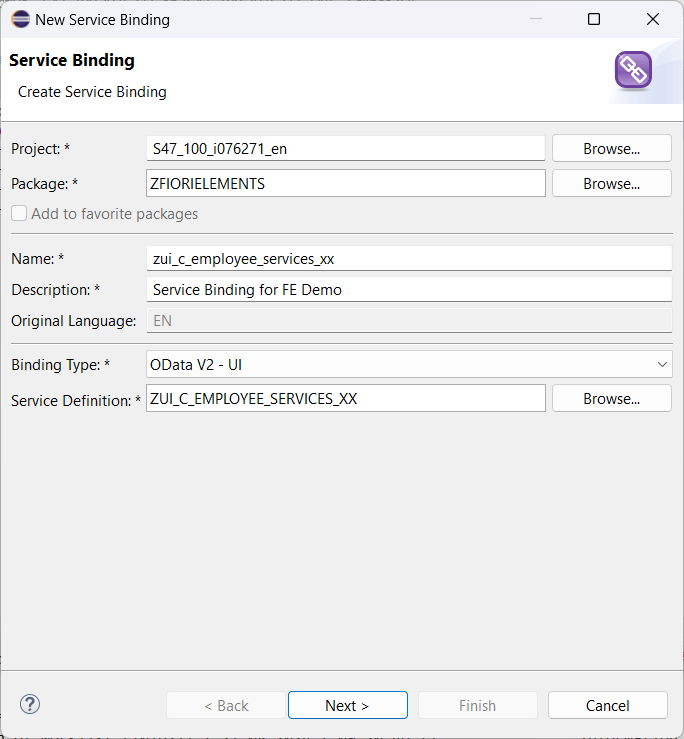 New Service Binding
Service Binding
Create Service Binding
Project: * S47_100_i076271_en Browse...
Package: * ZFIORIELEMENTS Browse...
Add to favorite packages
Name: * zui_c_employee_services_xx
Description: * Service Binding for FE Demo
Original Language: EN
Binding Type: * OData V2 - UI
Service Definition: * ZUI_C_EMPLOYEE_SERVICES_XX Browse...
? < Back Next > Finish Cancel